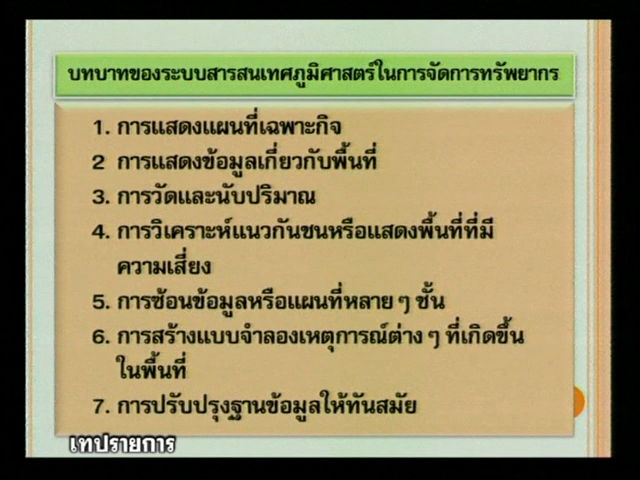 บทบาทของระบบสารสนเทศภูมิศาสตร์ในการจัดการทรัพยากร
1. การแสดงแผนที่เฉพาะกิจ
2 การแสดงข้อมูลเกี่ยวกับพื้นที่
3. การวัดและนับปริมาณ
4. การวิเคราะห์แนวกันชนหรือแสดงพื้นที่ที่มี
ความเสี่ยง
5. การซ้อนข้อมูลหรือแผนที่หลาย ๆ ชั้น
6. การสร้างแบบจำลองเหตุการณ์ต่าง ๆ ที่เกิดขึ้น
ในพื้นที่
7. การปรับปรุงฐานข้อมูลให้ทันสมัย
เทปรายการ